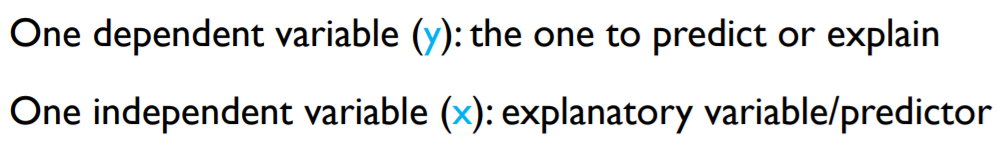 One dependent variable (y): the one to predict or explain
One independent variable (x): explanatory variable/predictor